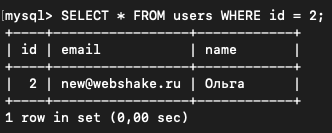 [mysql> SELECT * FROM users WHERE id = 2;
+----+-----------------+------------+
| id | email           | name       |
+----+-----------------+------------+
|  2 | new@webshake.ru | Ольга      |
+----+-----------------+------------+
1 row in set (0,00 sec)